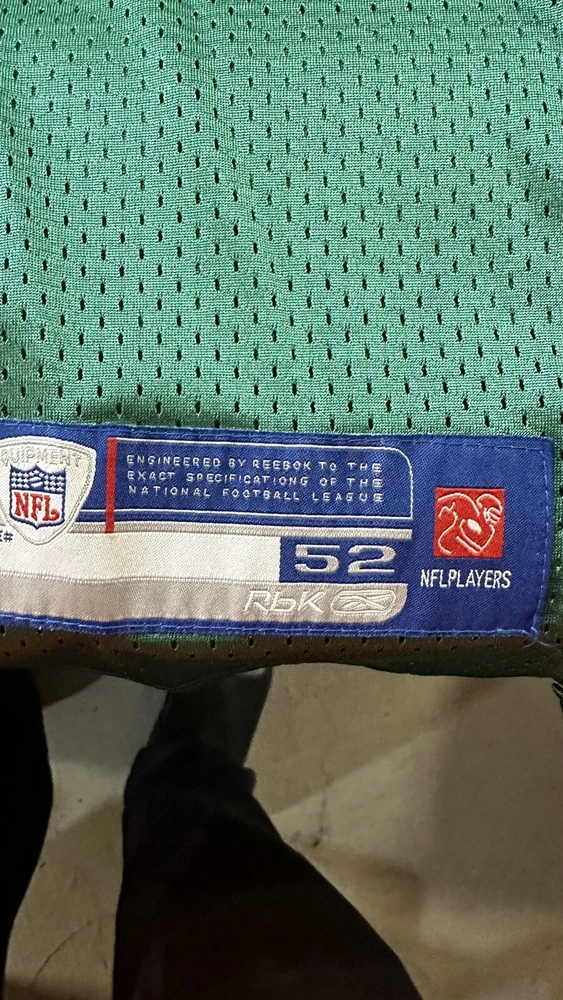 EQUIPMENT
NFL
ENGINEERED BY REEBOK TO THE
EXACT SPECIFICATIONS OF THE
NATIONAL FOOTBALL LEAGUE
52
RbK
NFLPLAYERS